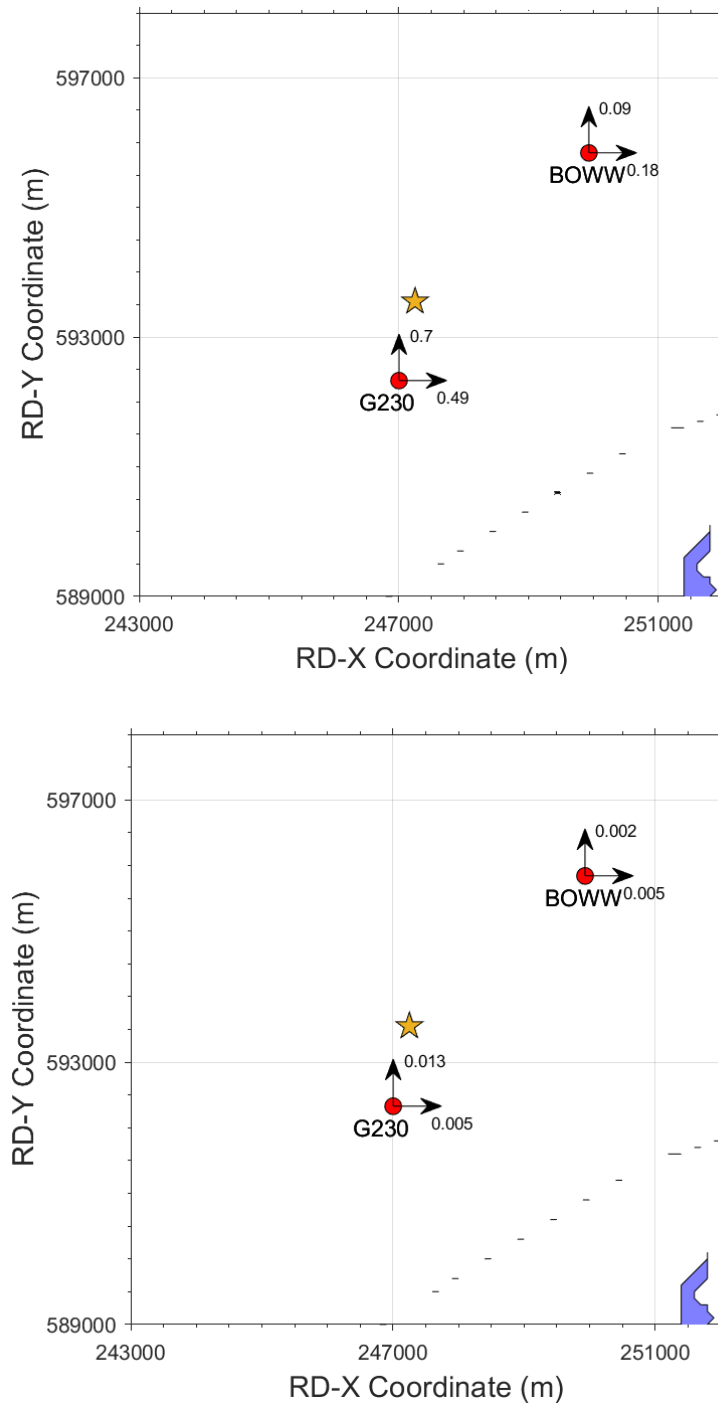 597000
0.09
BOWW
0.18
RD-Y Coordinate (m)
593000
0.7
G230
0.49
589000
243000
247000
251000
RD-X Coordinate (m)
597000
0.002
BOWW
0.005
RD-Y Coordinate (m)
593000
0.013
G230
0.005
589000
243000
247000
251000
RD-X Coordinate (m)